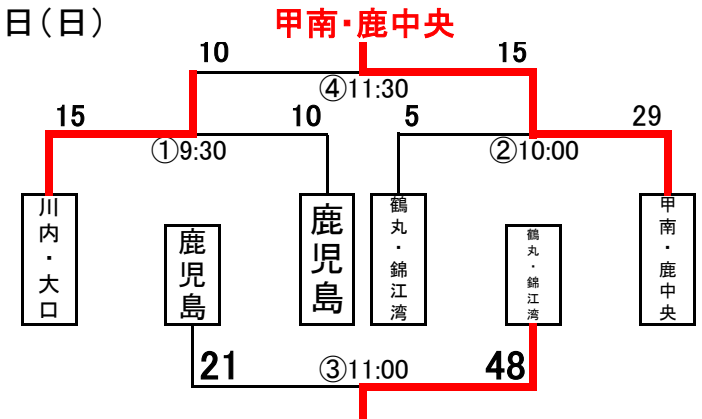 日(日)
甲南・鹿中央
10
15
④11:30
15
10
5
29
①9:30
②10:00
川内・大口
鹿児島
鹿児島
鶴丸・錦江湾
鶴丸・錦江湾
甲南・鹿中央
21
③11:00
48